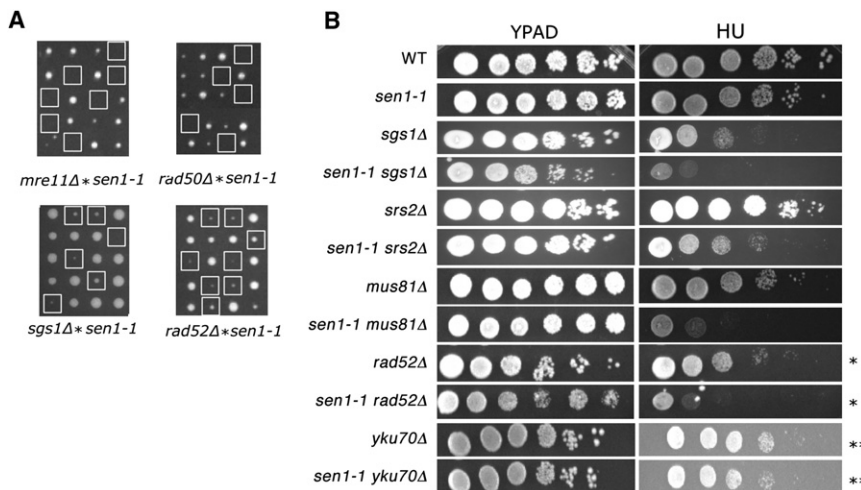 A
mre11Δ * sen1-1
rad50Δ * sen1-1
sgs1Δ * sen1-1
rad52Δ * sen1-1
B
YPAD
HU
WT
sen1-1
sgs1Δ
sen1-1 sgs1Δ
srs2Δ
sen1-1 srs2Δ
mus81Δ
sen1-1 mus81Δ
rad52Δ
*
sen1-1 rad52Δ
*
yku70Δ
**
sen1-1 yku70Δ
**